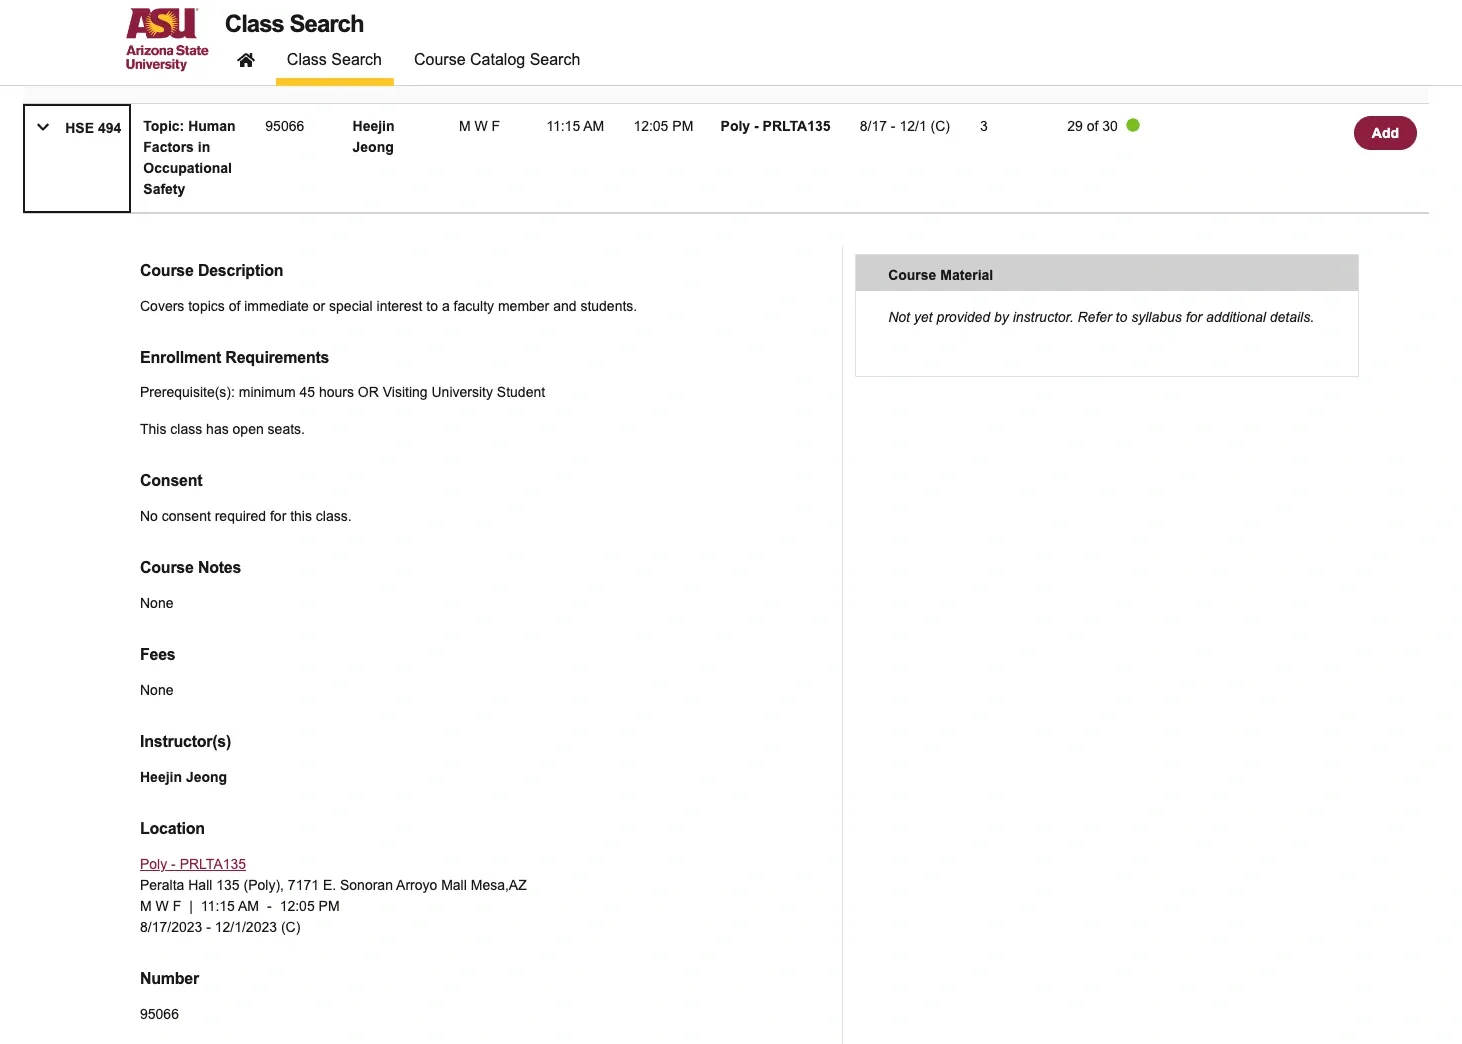 ASU
Arizona State
University
Class Search
Class Search
Course Catalog Search
HSE 494
Topic: Human
Factors in
Occupational
Safety
95066
Heejin
Jeong
M W F
11:15 AM
12:05 PM
Poly - PRLTA135
8/17 - 12/1 (C)
3
29 of 30
Add
Course Description
Covers topics of immediate or special interest to a faculty member and students.
Enrollment Requirements
Prerequisite(s): minimum 45 hours OR Visiting University Student
This class has open seats.
Consent
No consent required for this class.
Course Notes
None
Fees
None
Instructor(s)
Heejin Jeong
Location
Poly - PRLTA135
Peralta Hall 135 (Poly), 7171 E. Sonoran Arroyo Mall Mesa,AZ
M W F | 11:15 AM - 12:05 PM
8/17/2023 - 12/1/2023 (C)
Number
95066
Course Material
Not yet provided by instructor. Refer to syllabus for additional details.